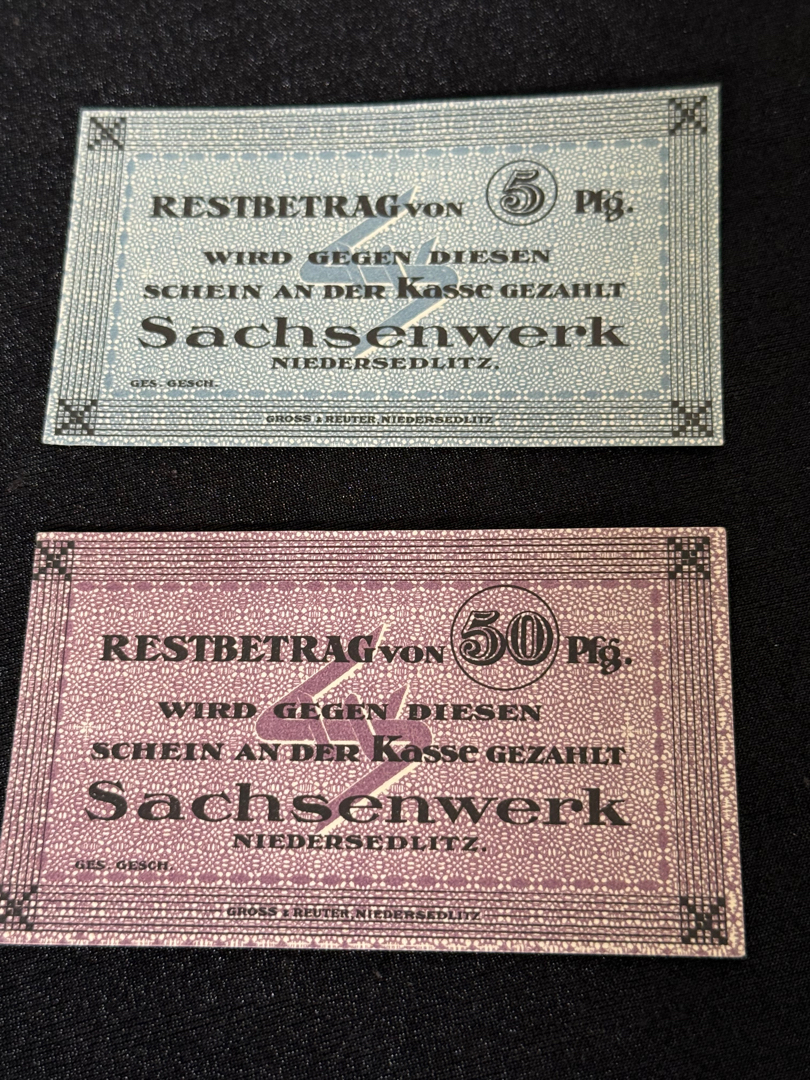 RESTBETRAG VON 5 Pfg.
WIRD GEGEN DIESEN
SCHEIN AN DER Kasse GEZAHLT
Sachsenwerk
NIEDERSEDLITZ.
GES. GESCH.
GROSS & REUTER, NIEDERSEDLITZ
RESTBETRAG VON 50 Pfg.
WIRD GEGEN DIESEN
SCHEIN AN DER Kasse GEZAHLT
Sachsenwerk
NIEDERSEDLITZ.
GES. GESCH.
GROSS & REUTER, NIEDERSEDLITZ